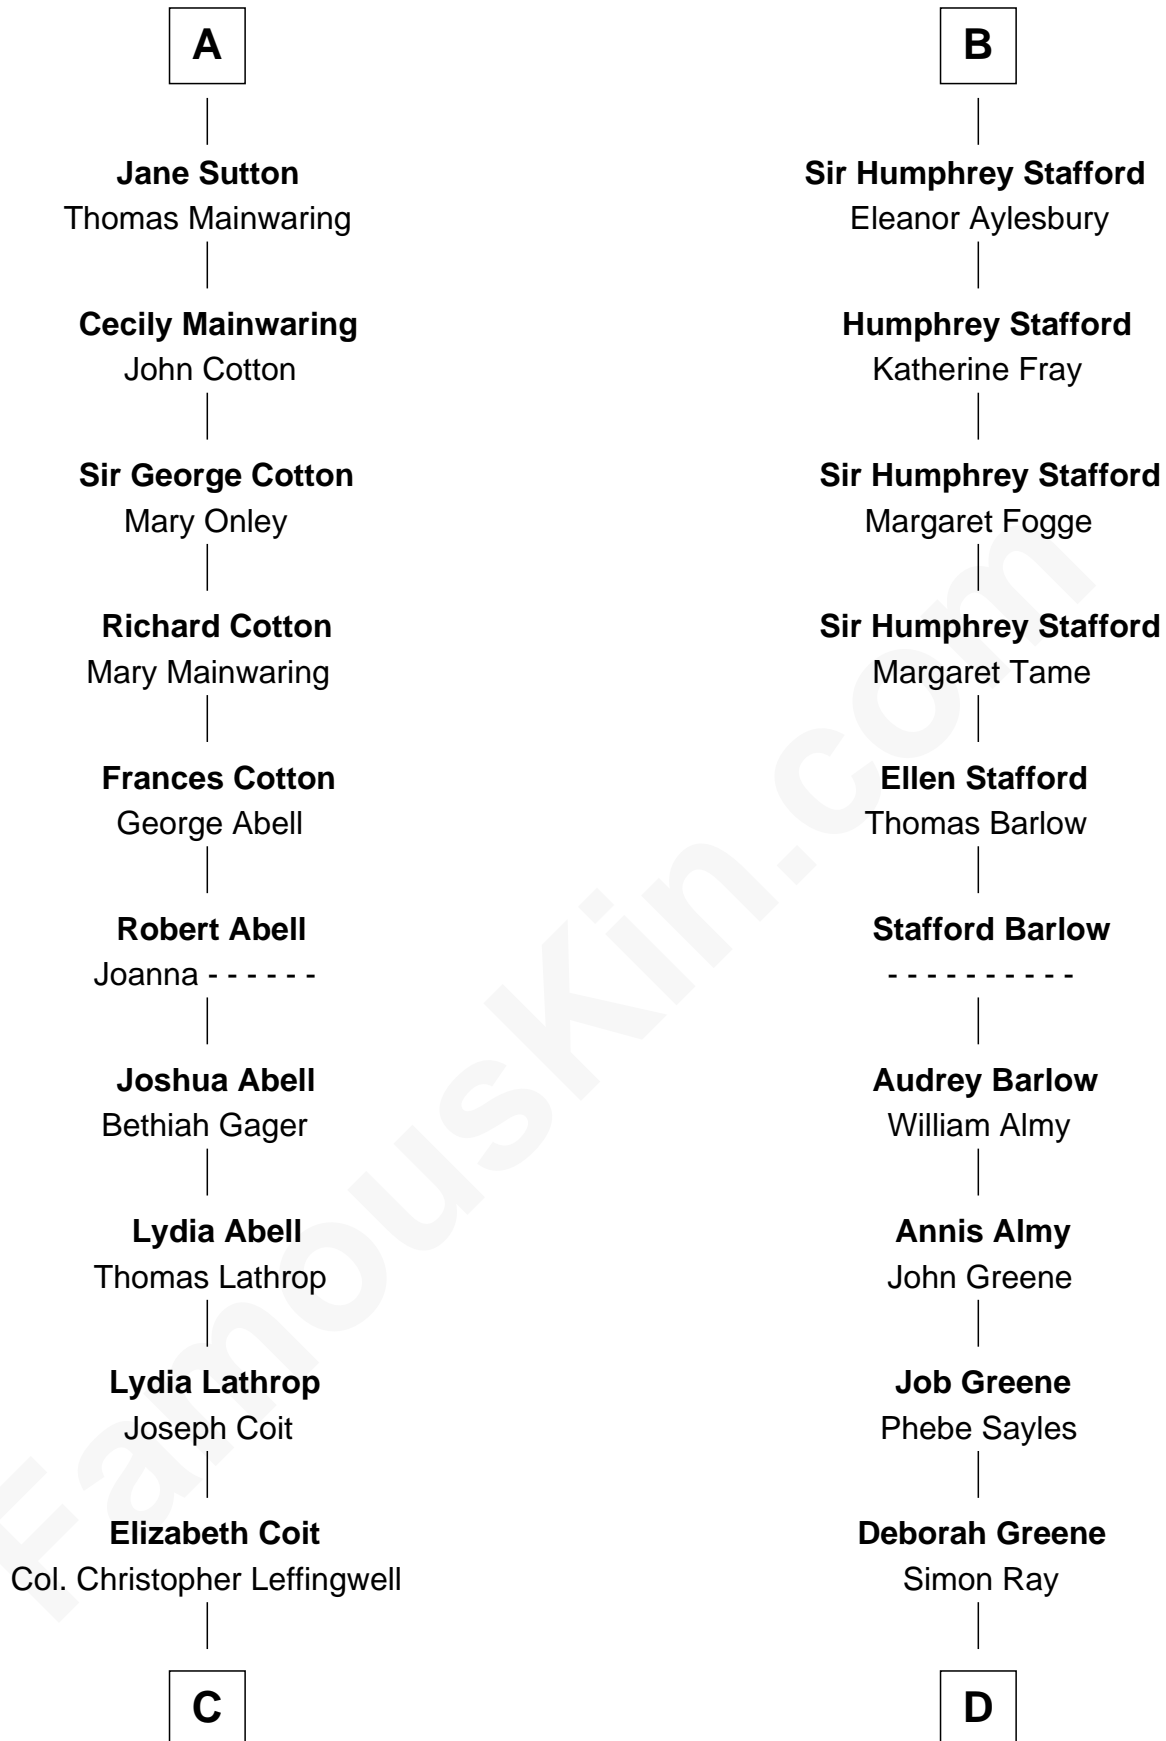 A
Jane Sutton
Thomas Mainwaring
Cecily Mainwaring
John Cotton
Sir George Cotton
Mary Onley
Richard Cotton
Mary Mainwaring
Frances Cotton
George Abell
Robert Abell
Joanna - - - - - -
Joshua Abell
Bethiah Gager
Lydia Abell
Thomas Lathrop
Lydia Lathrop
Joseph Coit
Elizabeth Coit
Col. Christopher Leffingwell
C
B
Sir Humphrey Stafford
Eleanor Aylesbury
Humphrey Stafford
Katherine Fray
Sir Humphrey Stafford
Margaret Fogge
Sir Humphrey Stafford
Margaret Tame
Ellen Stafford
Thomas Barlow
Stafford Barlow
- - - - - - - - - -
Audrey Barlow
William Almy
Annis Almy
John Greene
Job Greene
Phebe Sayles
Deborah Greene
Simon Ray
D
FamousKin.com